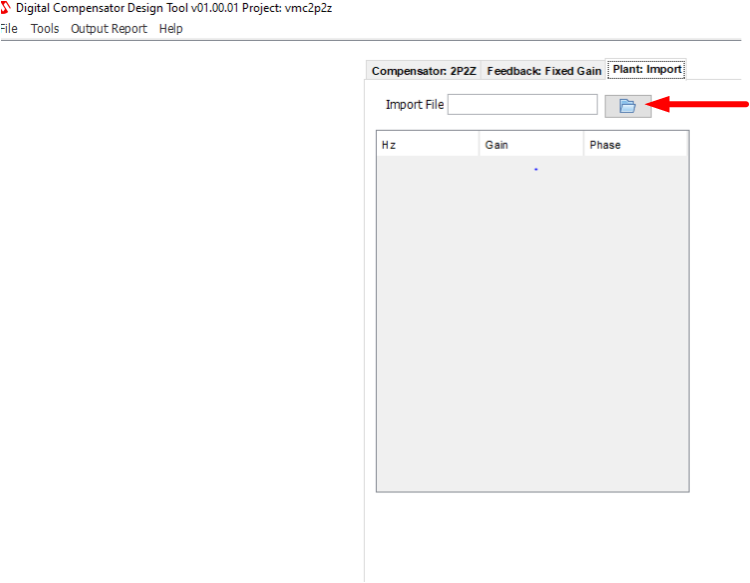 Digital Compensator Design Tool v01.00.01 Project: vmc2p2z
File Tools Output Report Help
Compensator: 2P2Z Feedback: Fixed Gain Plant: Import
Import File
Hz Gain Phase
-